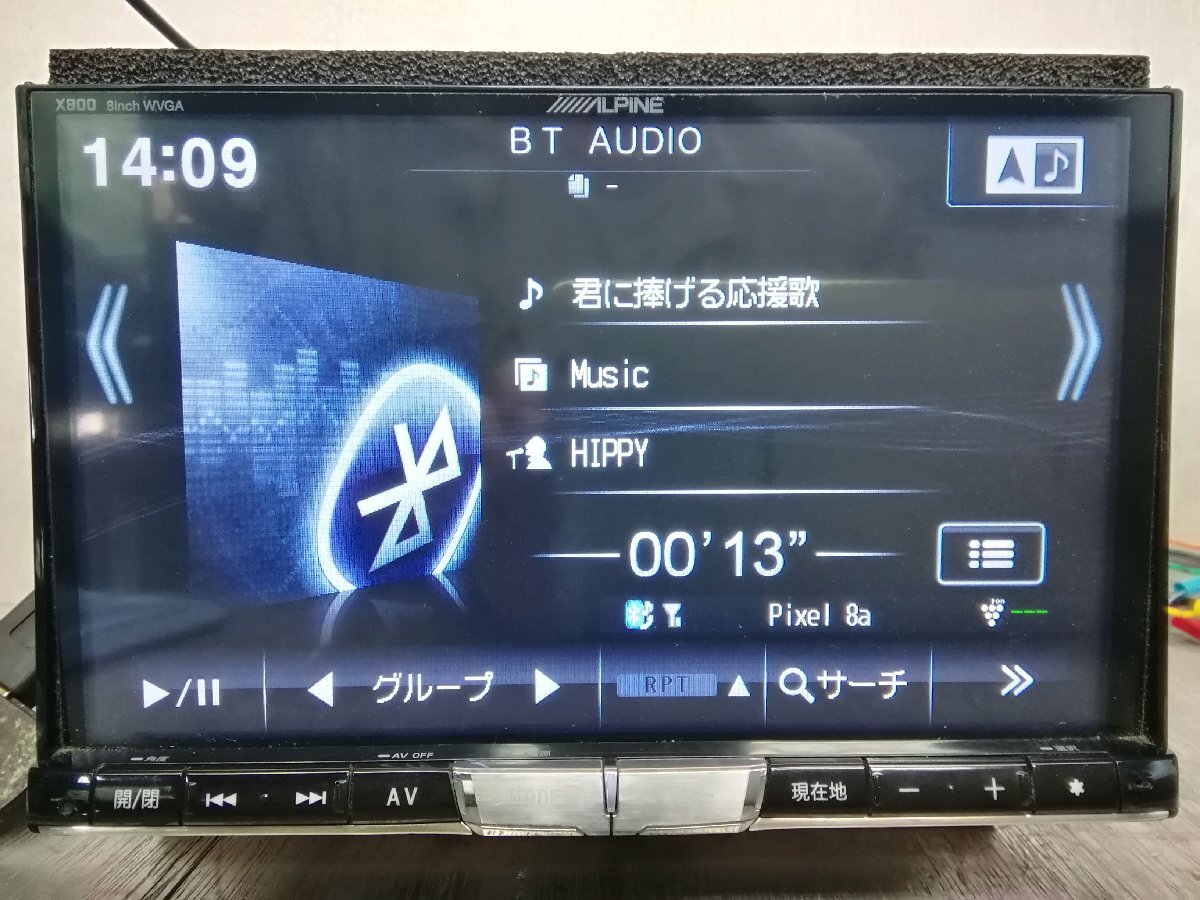 X800 8inch WVGA
ALPINE
14:09
BT AUDIO
-
君に捧げる応援歌
Music
HIPPY
00'13"
Pixel 8a
グループ
RPT
サーチ
AV OFF
開/閉
AV
現在地